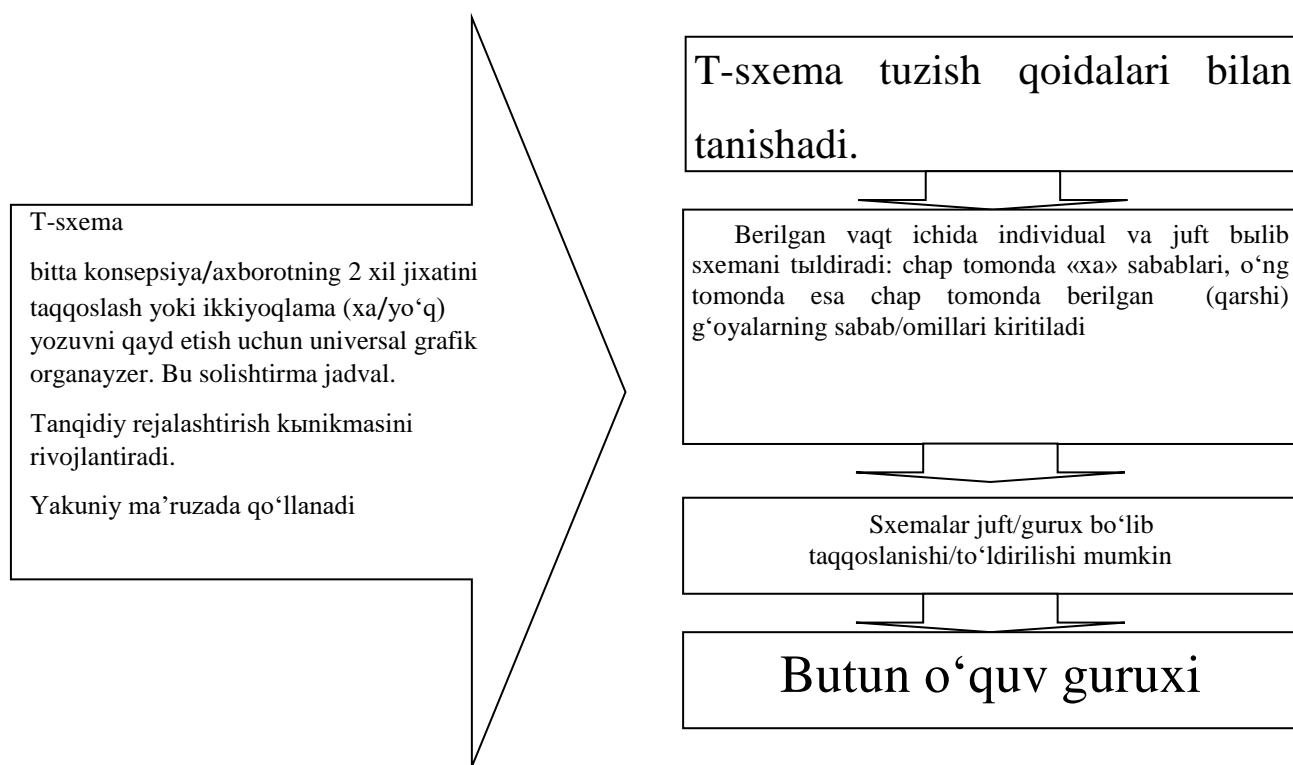 T-sxema
bitta konsepsiya/axborotning 2 xil jixatini
taqqoslash yoki ikkiyoqlama (xa/yo‘q)
yozuvni qayd etish uchun universal grafik
organayzer. Bu solishtirma jadval.
Tanqidiy rejalashtirish kыnikmasini
rivojlantiradi.
Yakuniy ma’ruzada qo‘llanadi
T-sxema tuzish qoidalari bilan
tanishadi.
Berilgan vaqt ichida individual va juft bыlib
sxemani tыldiradi: chap tomonda «xa» sabablari, o‘ng
tomonda esa chap tomonda berilgan (qarshi)
g‘oyalarning sabab/omillari kiritiladi
Sxemalar juft/gurux bo‘lib
taqqoslanishi/to‘ldirilishi mumkin
Butun o‘quv guruxi